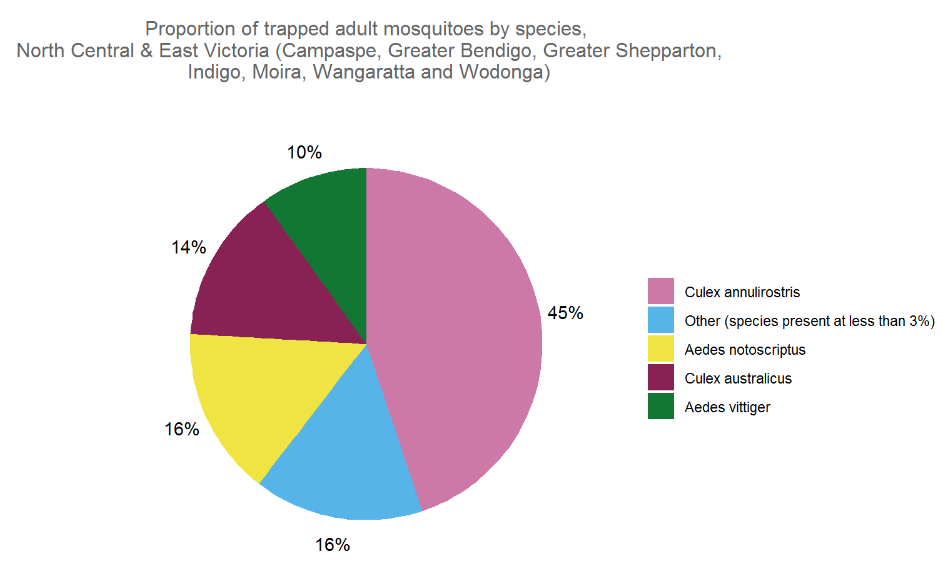 Proportion of trapped adult mosquitoes by species,
North Central & East Victoria (Campaspe, Greater Bendigo, Greater Shepparton,
Indigo, Moira, Wangaratta and Wodonga)
10%
14%
45%
16%
16%
Culex annulirostris
Other (species present at less than 3%)
Aedes notoscriptus
Culex australicus
Aedes vittiger